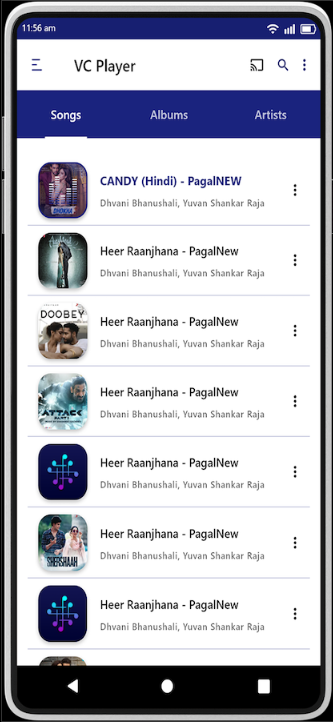 11:56 am
VC Player
Songs
Albums
Artists
CANDY (Hindi) - PagalNEW
Dhvani Bhanushali, Yuvan Shankar Raja
Heer Raanjhana - PagalNew
Dhvani Bhanushali, Yuvan Shankar Raja
DOOBEY
Heer Raanjhana - PagalNew
Dhvani Bhanushali, Yuvan Shankar Raja
Heer Raanjhana - PagalNew
ATTACK
Dhvani Bhanushali, Yuvan Shankar Raja
Heer Raanjhana - PagalNew
Dhvani Bhanushali, Yuvan Shankar Raja
Heer Raanjhana - PagalNew
SHERSHAAH
Dhvani Bhanushali, Yuvan Shankar Raja
Heer Raanjhana - PagalNew
Dhvani Bhanushali, Yuvan Shankar Raja